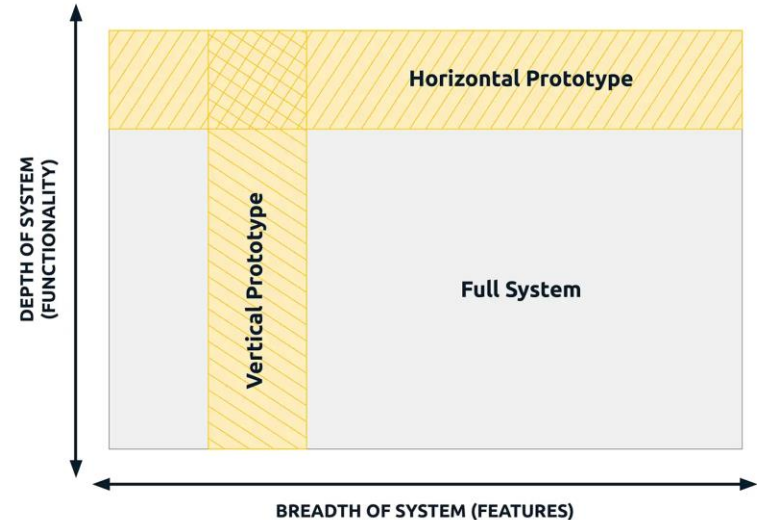 Horizontal Prototype
DEPTH OF SYSTEM
(FUNCTIONALITY)
Vertical Prototype
Full System
BREADTH OF SYSTEM (FEATURES)